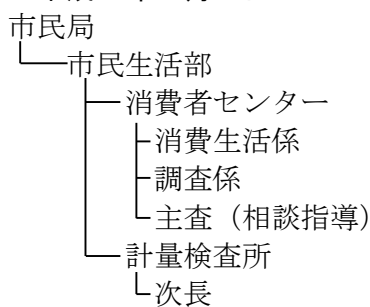 市民局
市民生活部
消費者センター
消費生活係
調査係
主査（相談指導）
計量検査所
次長